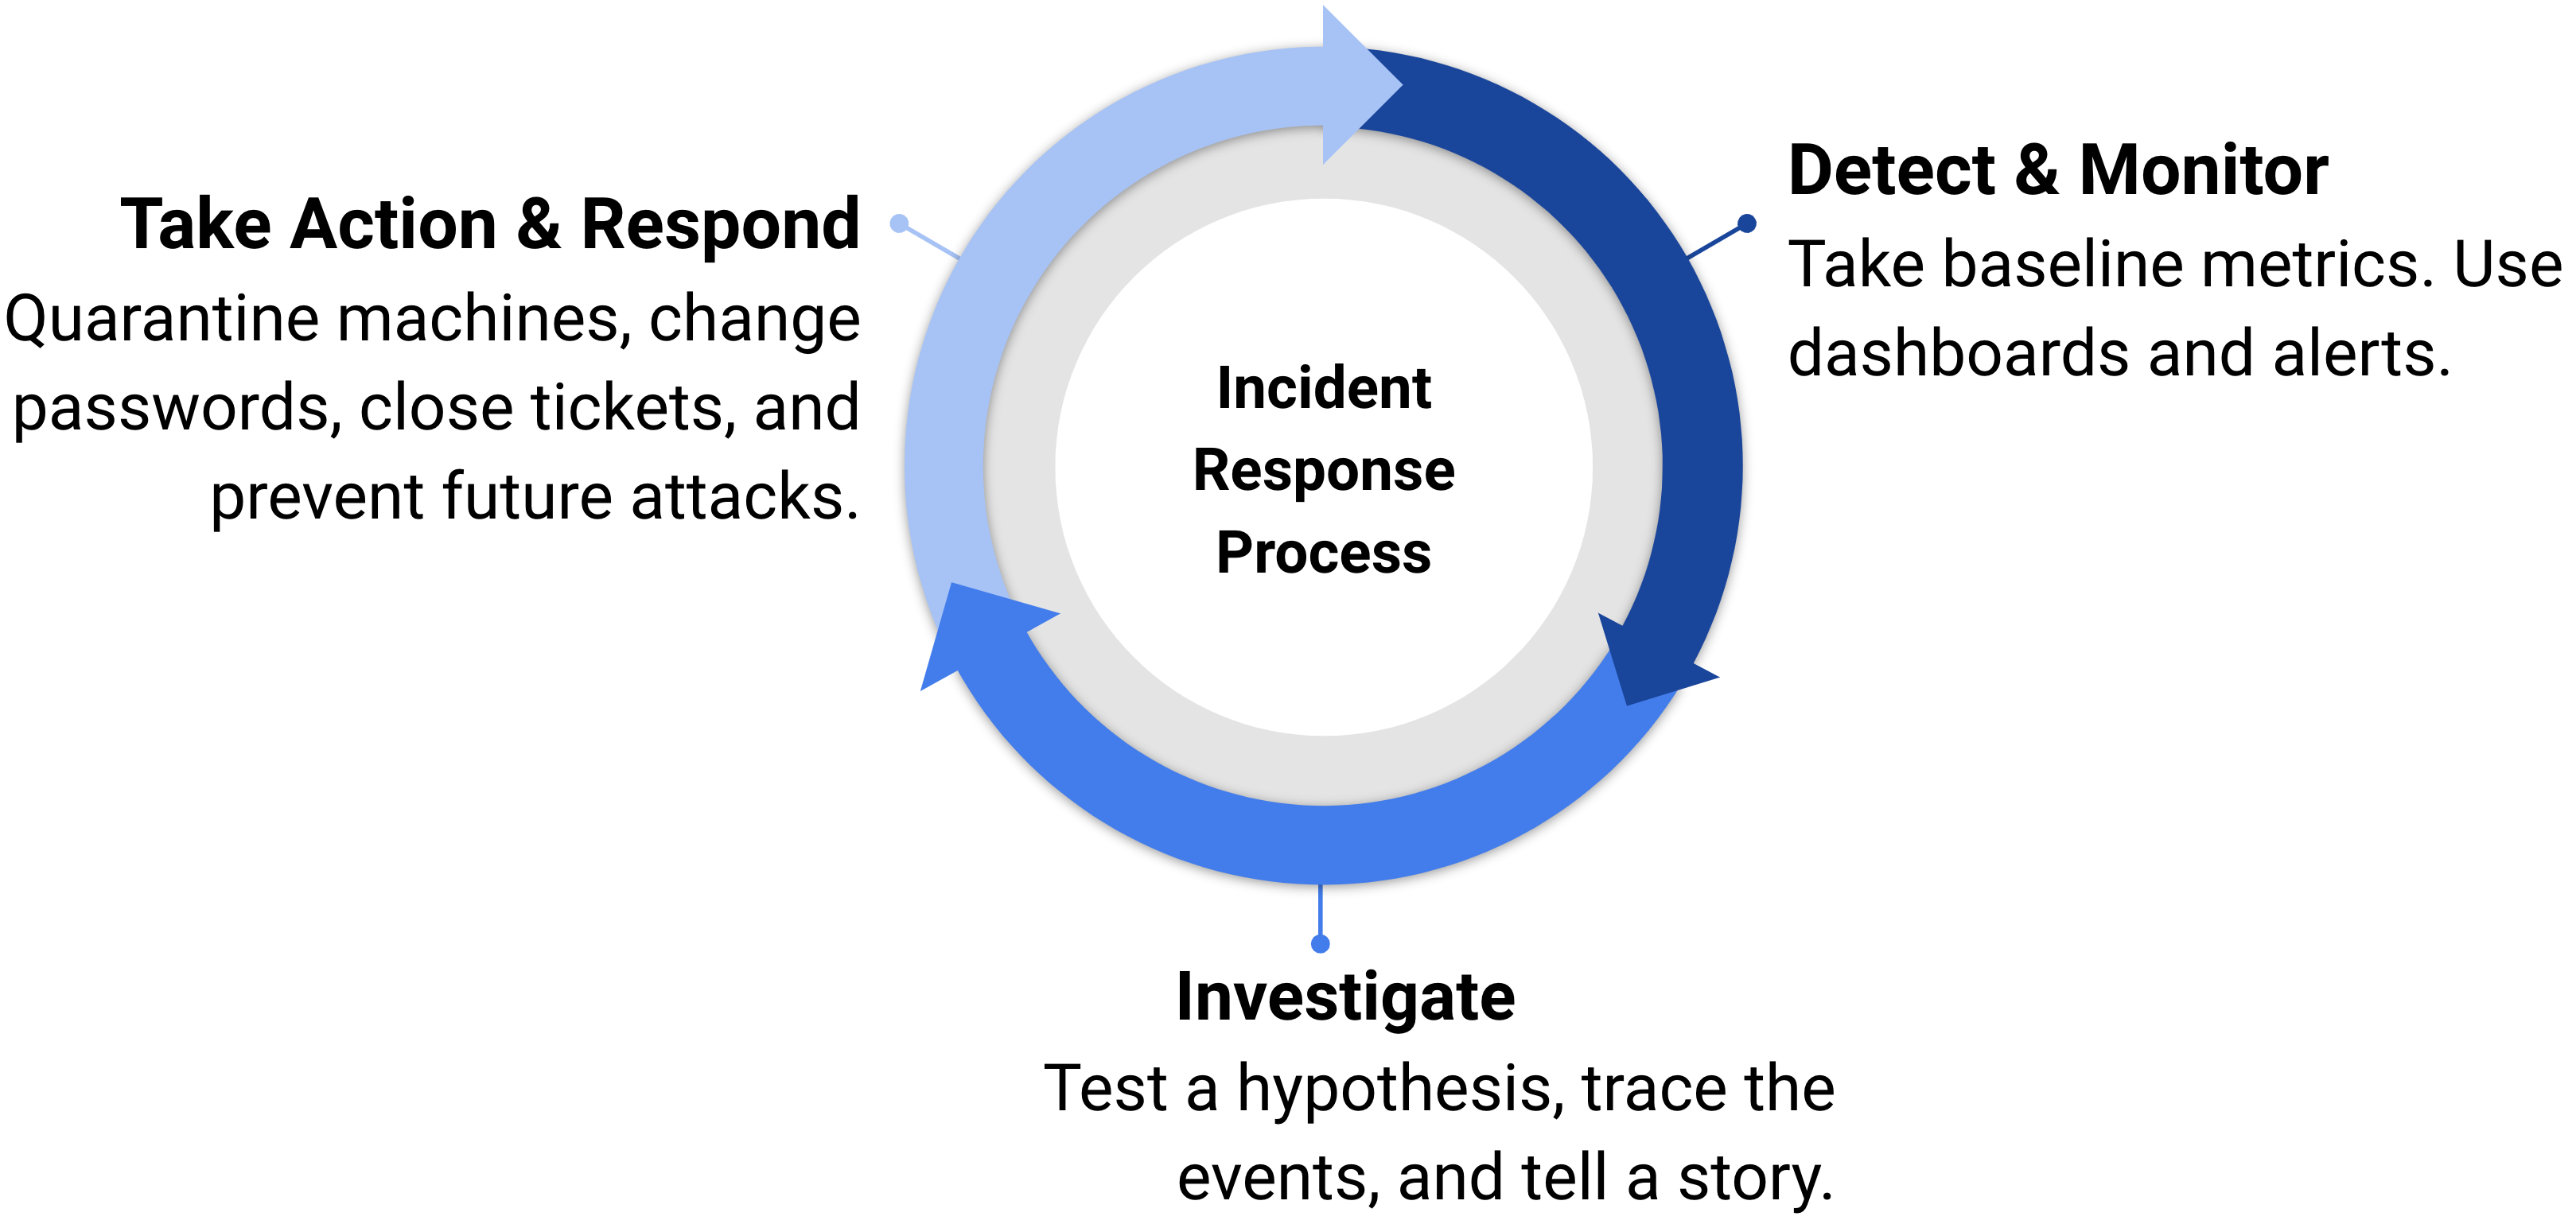 Take Action & Respond
Quarantine machines, change
passwords, close tickets, and
prevent future attacks.
Incident
Response
Process
Detect & Monitor
Take baseline metrics. Use
dashboards and alerts.
Investigate
Test a hypothesis, trace the
events, and tell a story.